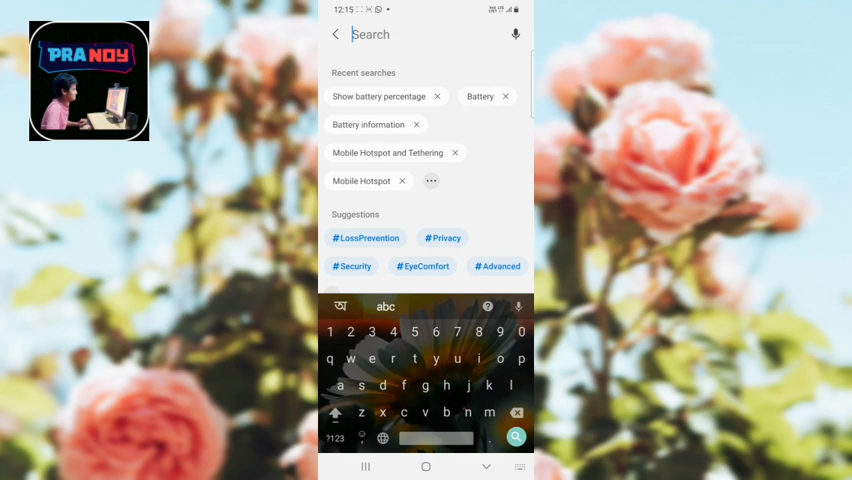 PRANOY
12:15
Search
Recent searches
Show battery percentage
Battery
Battery information
Mobile Hotspot and Tethering
Mobile Hotspot
Suggestions
#LossPrevention #Privacy
#Security #EyeComfort #Advanced
অ abc
1 2 3 4 5 6 7 8 9 0
q w e r t y u i o p
a s d f g h j k l
z x c v b n m
?123 , .